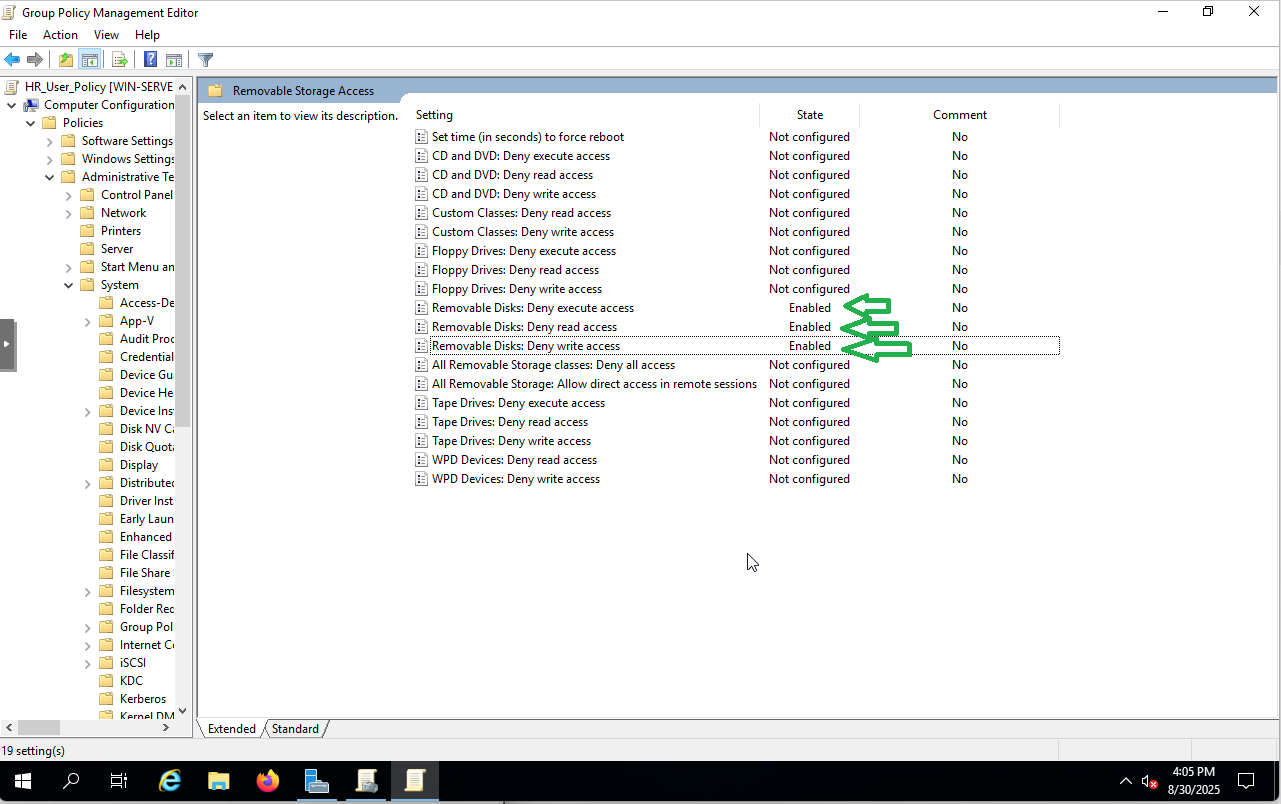 Group Policy Management Editor
File Action View Help
HR_User_Policy [WIN-SERVE
Computer Configuration
Policies
Software Settings
Windows Settings
Administrative Te
Control Panel
Network
Printers
Server
Start Menu an
System
Access-De
App-V
Audit Proc
Credential
Device Gu
Device He
Device Ins
Disk NV Ca
Disk Quota
Display
Distributed
Driver Inst
Early Laun
Enhanced
File Classif
File Share
Filesystem
Folder Red
Group Poli
Internet Co
iSCSI
KDC
Kerberos
Kernel DM
Removable Storage Access
Select an item to view its description.
Setting State Comment
Set time (in seconds) to force reboot Not configured No
CD and DVD: Deny execute access Not configured No
CD and DVD: Deny read access Not configured No
CD and DVD: Deny write access Not configured No
Custom Classes: Deny read access Not configured No
Custom Classes: Deny write access Not configured No
Floppy Drives: Deny execute access Not configured No
Floppy Drives: Deny read access Not configured No
Floppy Drives: Deny write access Not configured No
Removable Disks: Deny execute access Enabled No
Removable Disks: Deny read access Enabled No
Removable Disks: Deny write access Enabled No
All Removable Storage classes: Deny all access Not configured No
All Removable Storage: Allow direct access in remote sessions Not configured No
Tape Drives: Deny execute access Not configured No
Tape Drives: Deny read access Not configured No
Tape Drives: Deny write access Not configured No
WPD Devices: Deny read access Not configured No
WPD Devices: Deny write access Not configured No
Extended Standard
19 setting(s)
4:05 PM
8/30/2025